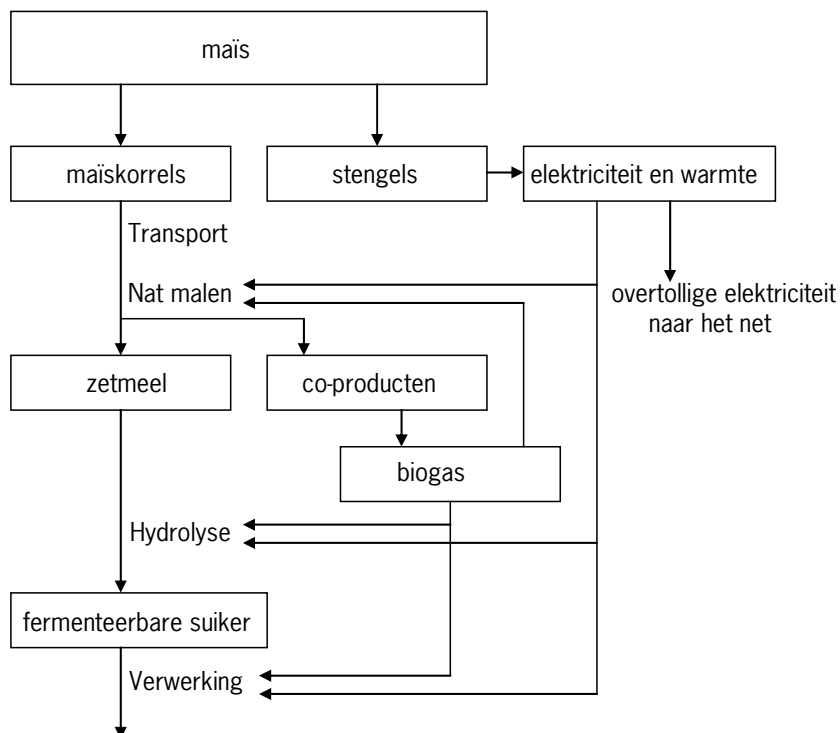 maïs
maïskorrels
stengels
elektriciteit en warmte
Transport
Nat malen
overtollige elektriciteit
naar het net
zetmeel
co-producten
biogas
Hydrolyse
fermenteerbare suiker
Verwerking